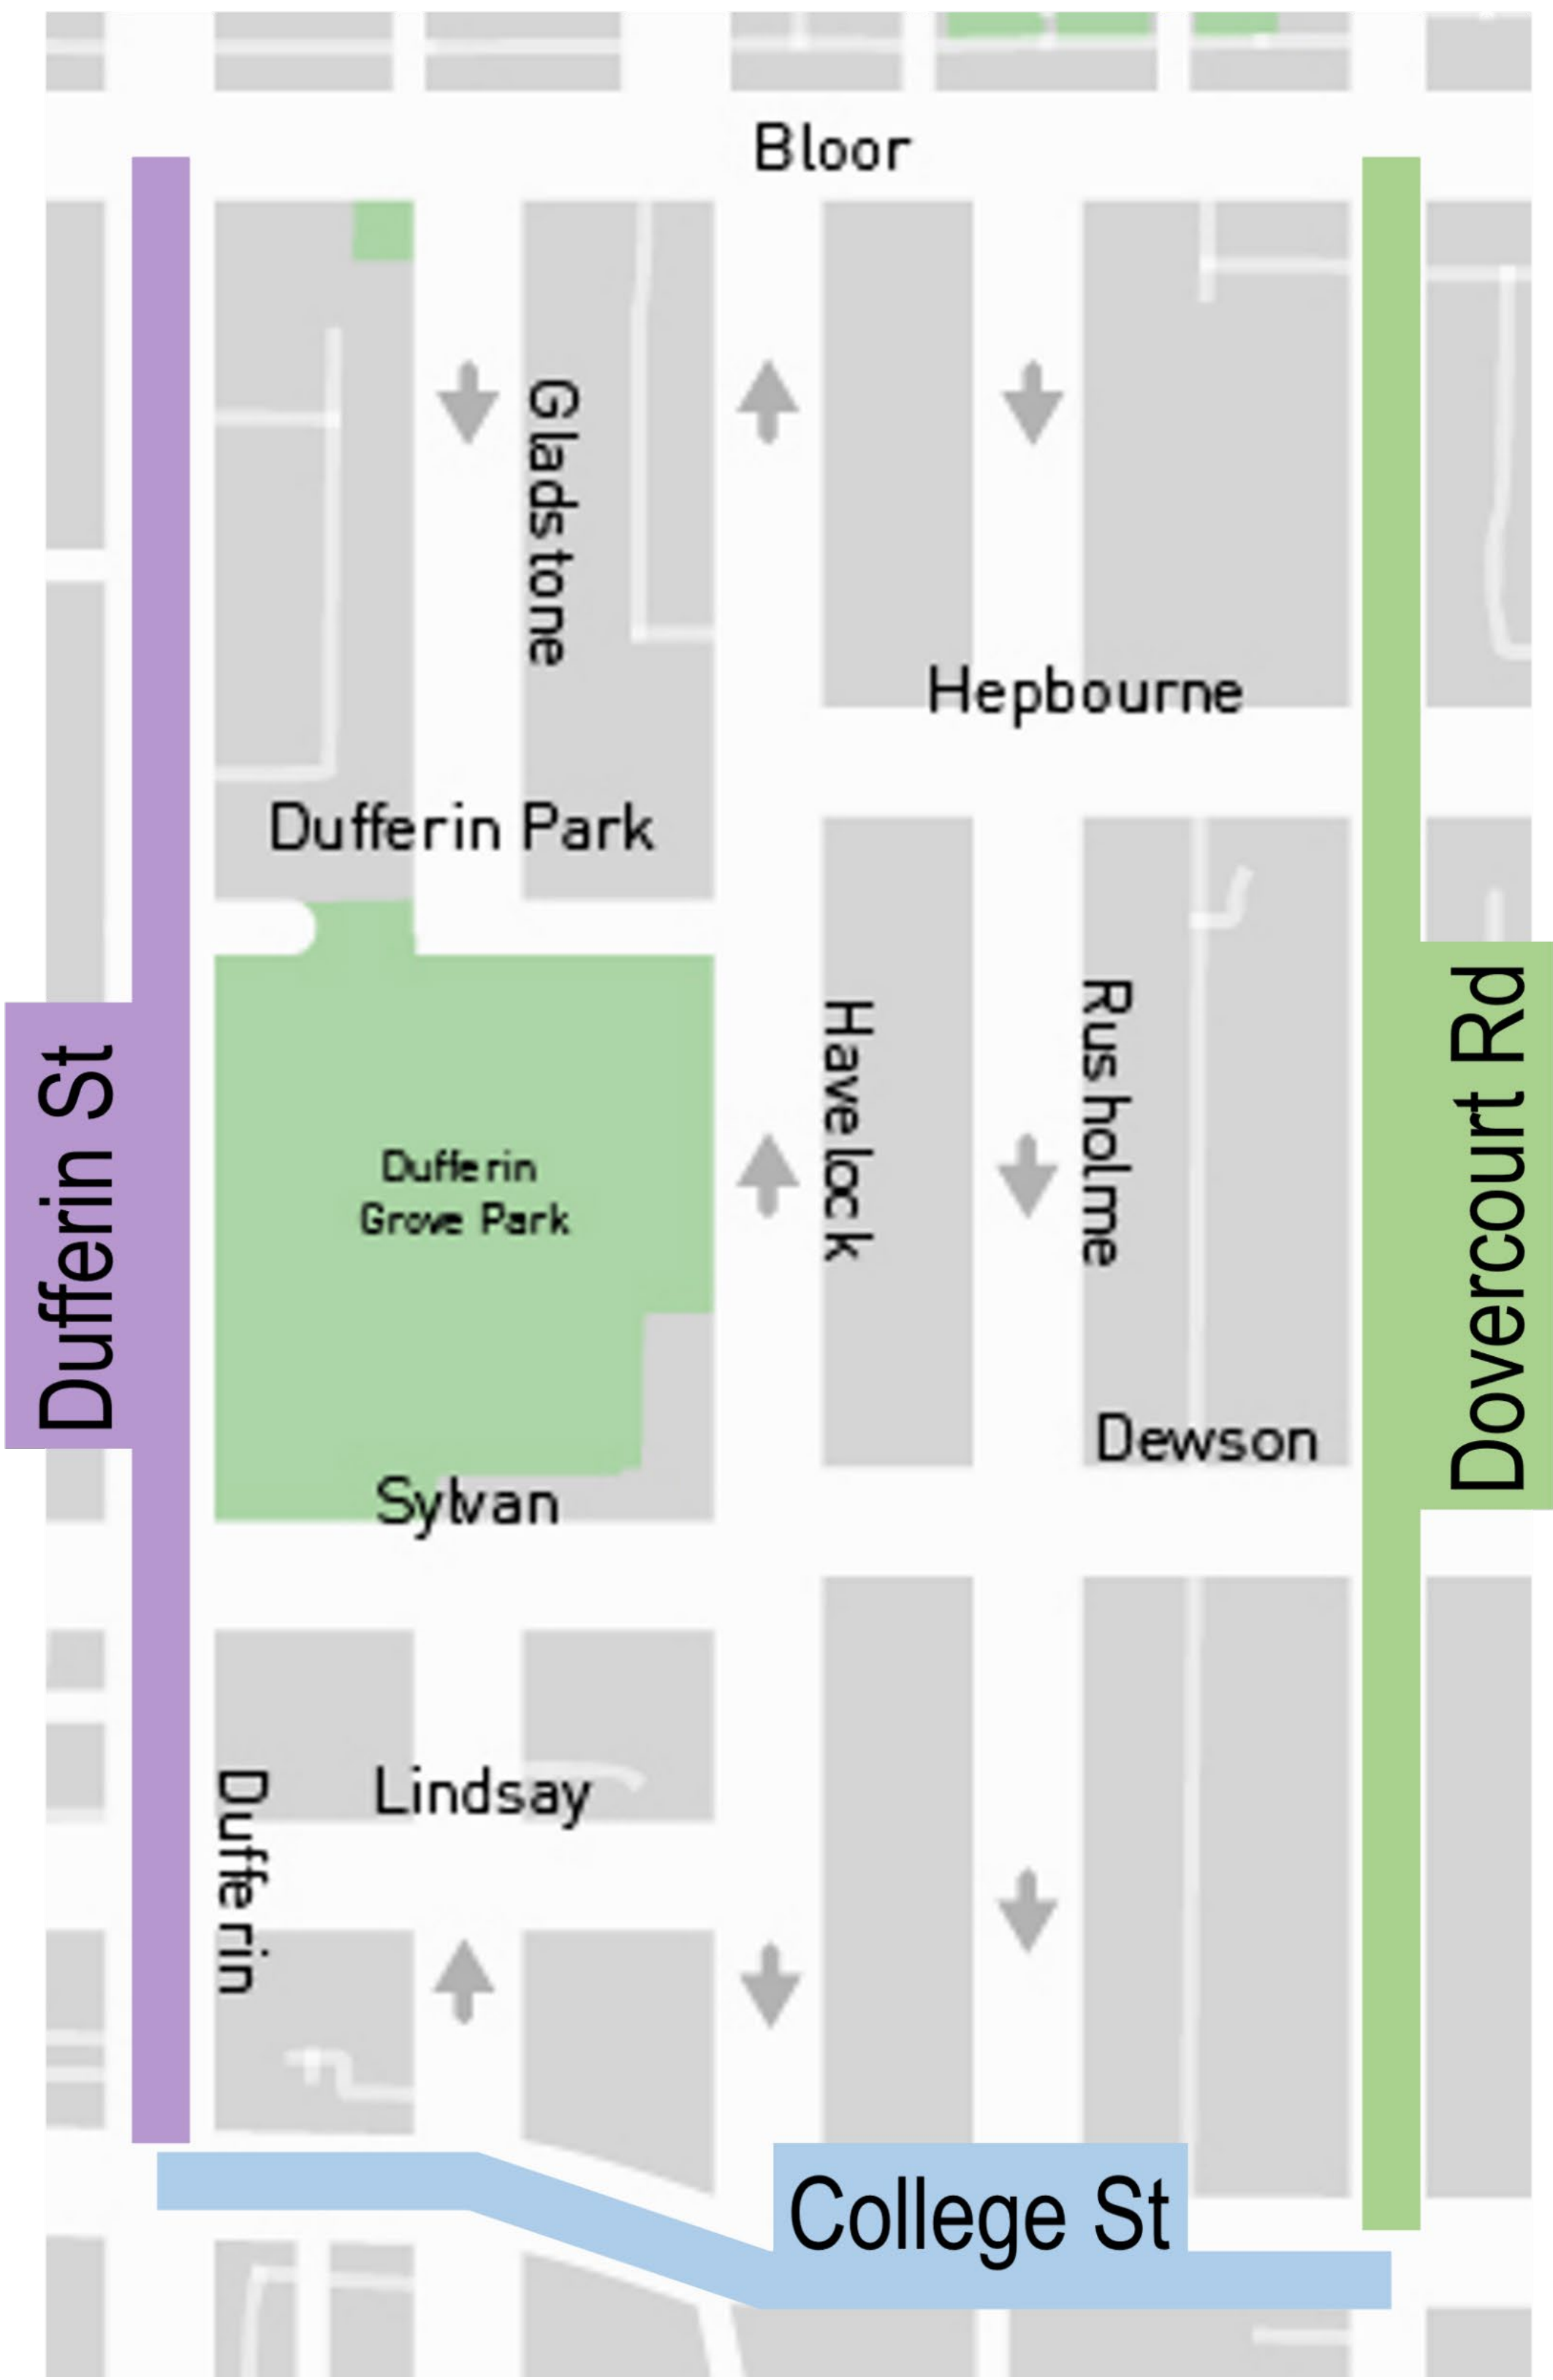 Bloor
Gladstone
Hepbourne
Dufferin Park
Dufferin St
Dufferin
Grove Park
Havelock
Rusholme
Dovercourt Rd
Dewson
Sylvan
Dufferin
Lindsay
College St